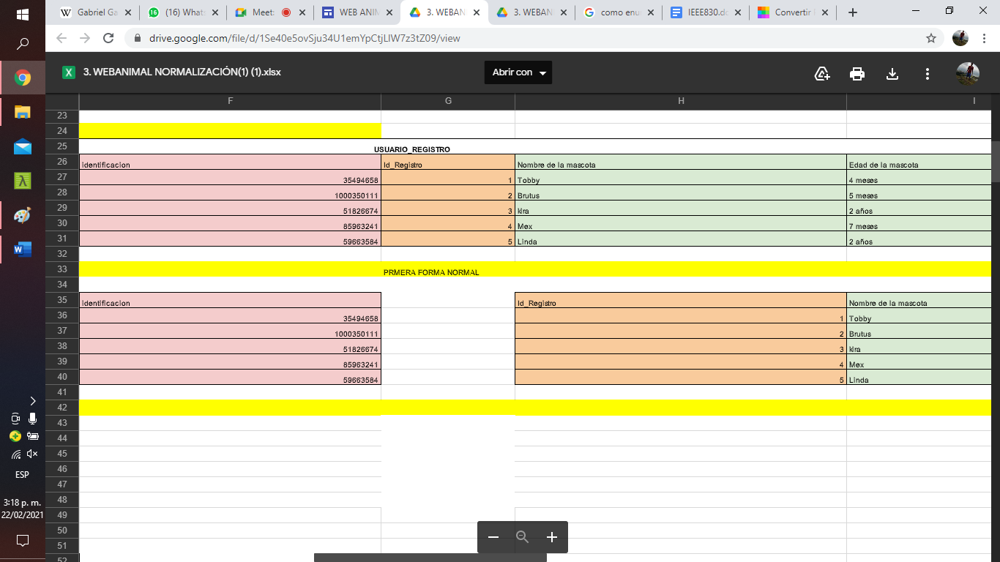 Gabriel Ga
(16) Whats
Meet:
WEB ANIM
3. WEBAN
3. WEBAN
como enu
IEEE830.do
Convertir
drive.google.com/file/d/1Se40e5ovSju34U1emYpCtjLIW7z3tZ09/view
X 3. WEBANIMAL NORMALIZACIÓN(1) (1).xlsx
Abrir con
F G H I
23
24
25 USUARIO_REGISTRO
26 identificacion Id_Registro Nombre de la mascota Edad de la mascota
27 35494658 1 Tobby 4 meses
28 1000350111 2 Brutus 5 meses
29 51826674 3 kira 2 años
30 85963241 4 Mex 7 meses
31 59663584 5 Linda 2 años
32
33 PRMERA FORMA NORMAL
34
35 identificacion Id_Registro Nombre de la mascota
36 35494658 1 Tobby
37 1000350111 2 Brutus
38 51826674 3 kira
39 85963241 4 Mex
40 59663584 5 Linda
41
42
43
44
45
46
47
48
49
50
51
52
ESP
3:18 p. m.
22/02/2021